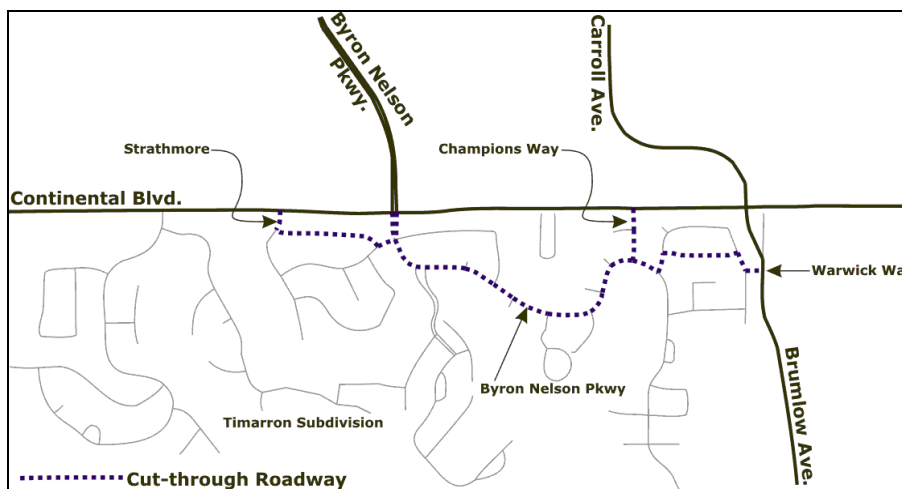 Byron Nelson
Pkwy.
Carroll Ave.
Strathmore
Champions Way
Continental Blvd.
Warwick Wa
Byron Nelson Pkwy
Brumlow Ave.
Timarron Subdivision
Cut-through Roadway